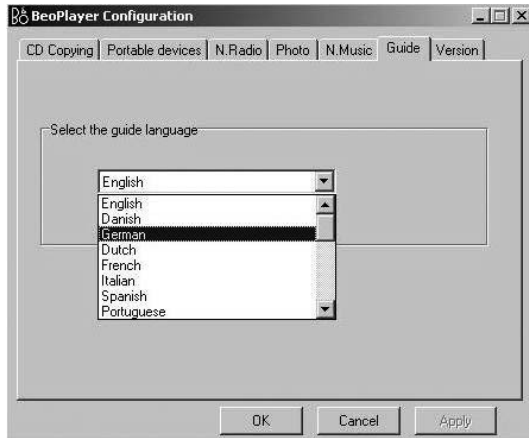 BeoPlayer Configuration
CD Copying Portable devices N.Radio Photo N.Music Guide Version
Select the guide language
English
English
Danish
German
Dutch
French
Italian
Spanish
Portuguese
OK Cancel Apply